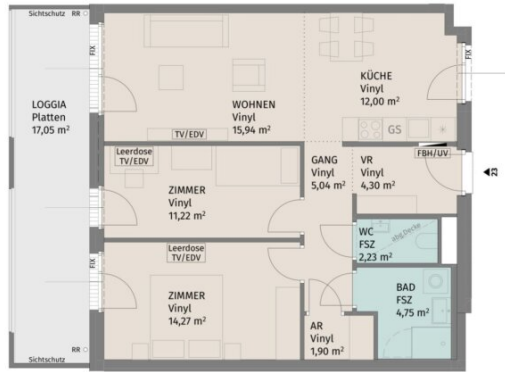 Sichtschutz RR
FIX
FIX
LOGGIA
Platten
17,05 m²
WOHNEN
Vinyl
15,94 m²
TV/EDV
KÜCHE
Vinyl
12,00 m²
GS
FBH/UV
Leerdose
TV/EDV
ZIMMER
Vinyl
11,22 m²
GANG
Vinyl
5,04 m²
VR
Vinyl
4,30 m²
23
WC
FSZ
2,23 m²
abg.Decke
FIX
Leerdose
TV/EDV
ZIMMER
Vinyl
14,27 m²
BAD
FSZ
4,75 m²
AR
Vinyl
1,90 m²
RR
Sichtschutz